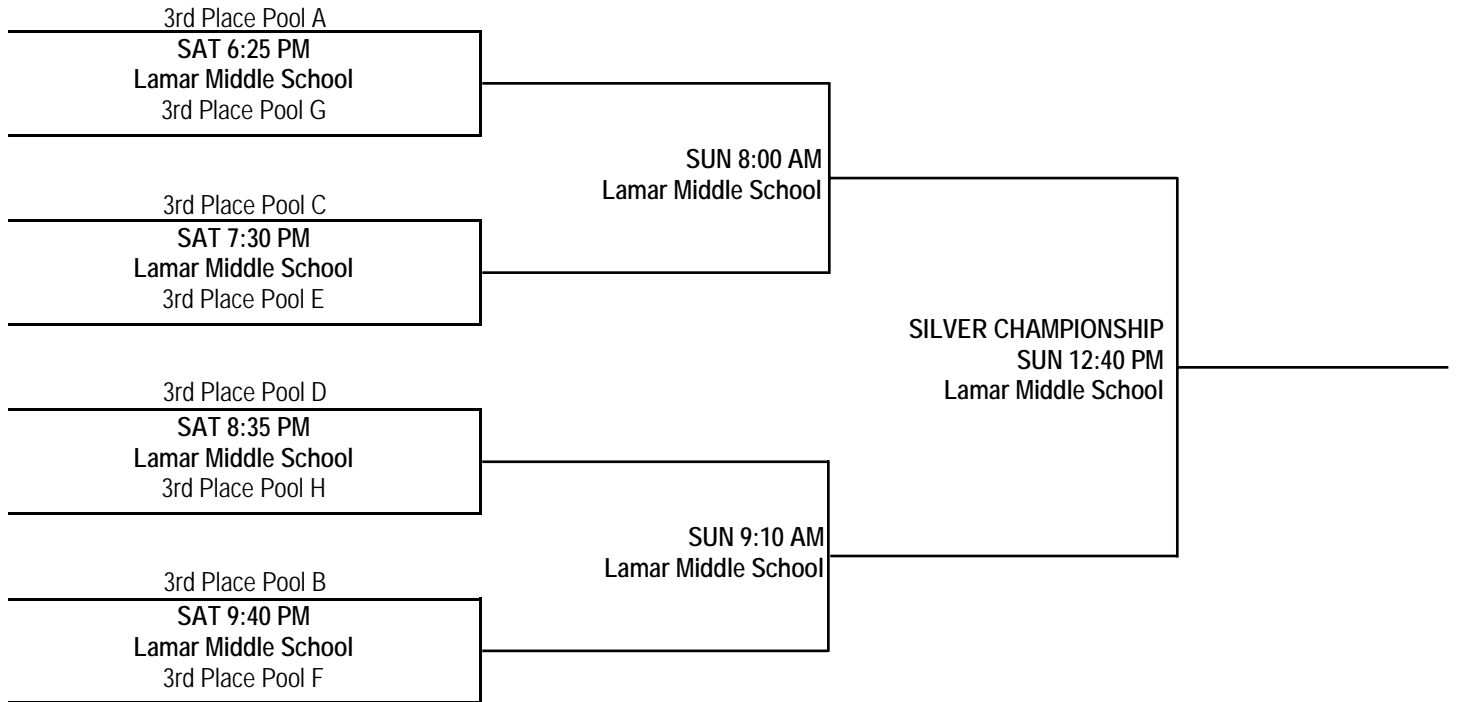 3rd Place Pool A
SAT 6:25 PM
Lamar Middle School
3rd Place Pool G
SUN 8:00 AM
Lamar Middle School
3rd Place Pool C
SAT 7:30 PM
Lamar Middle School
3rd Place Pool E
SILVER CHAMPIONSHIP
SUN 12:40 PM
Lamar Middle School
3rd Place Pool D
SAT 8:35 PM
Lamar Middle School
3rd Place Pool H
SUN 9:10 AM
Lamar Middle School
3rd Place Pool B
SAT 9:40 PM
Lamar Middle School
3rd Place Pool F